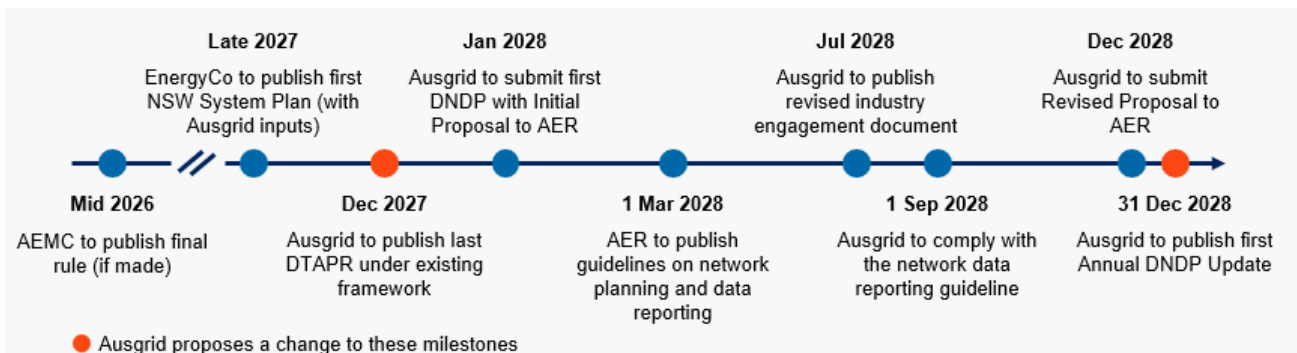 Late 2027
EnergyCo to publish first
NSW System Plan (with
Ausgrid inputs)
Jan 2028
Ausgrid to submit first
DNDP with Initial
Proposal to AER
Jul 2028
Ausgrid to publish
revised industry
engagement document
Dec 2028
Ausgrid to submit
Revised Proposal to
AER
Mid 2026
AEMC to publish final
rule (if made)
Dec 2027
Ausgrid to publish last
DTAPR under existing
framework
1 Mar 2028
AER to publish
guidelines on network
planning and data
reporting
1 Sep 2028
Ausgrid to comply with
the network data
reporting guideline
31 Dec 2028
Ausgrid to publish first
Annual DNDP Update
Ausgrid proposes a change to these milestones